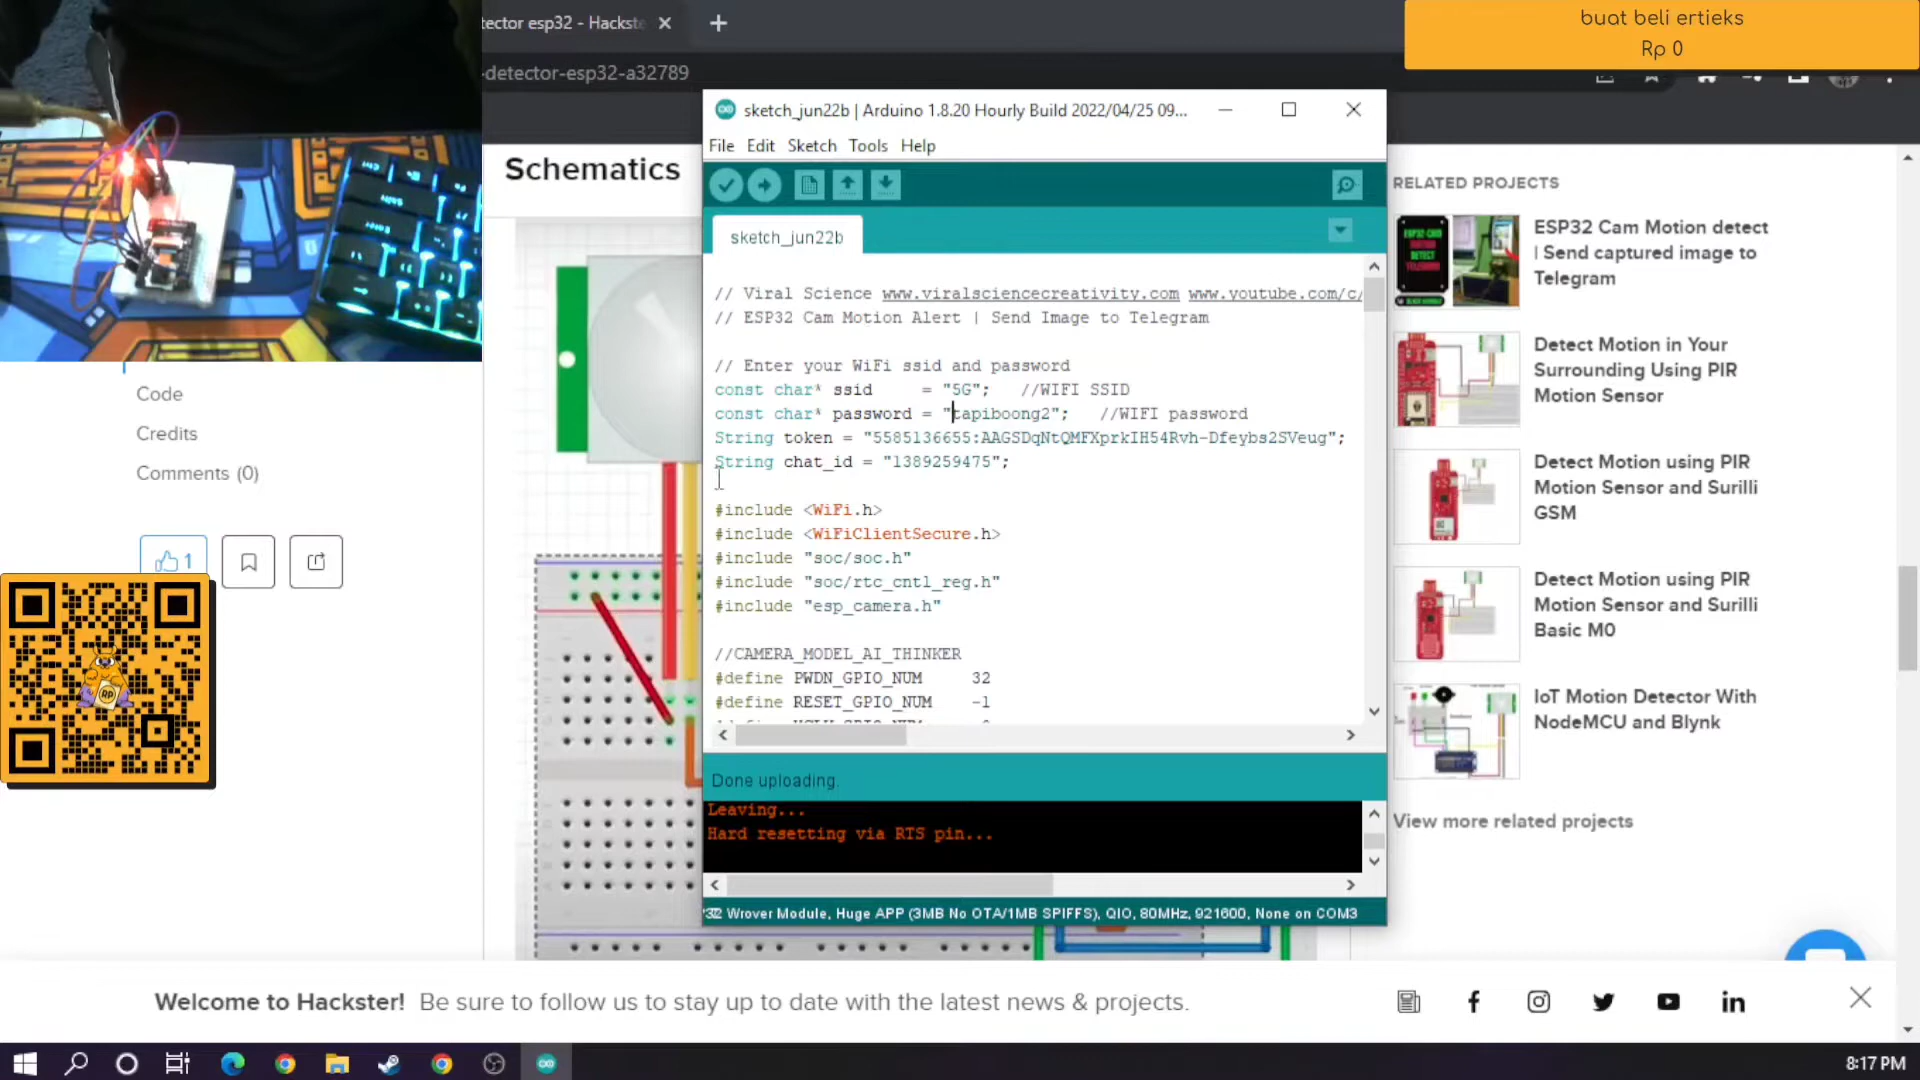 tector esp32 - Hackste
-detector-esp32-a32789
buat beli ertieks
Rp 0
Schematics
Code
Credits
Comments (0)
1
RP
sketch_jun22b | Arduino 1.8.20 Hourly Build 2022/04/25 09...
File Edit Sketch Tools Help
sketch_jun22b
// Viral Science www.viralsciencecreativity.com www.youtube.com/c/
// ESP32 Cam Motion Alert | Send Image to Telegram
// Enter your WiFi ssid and password
const char* ssid     = "5G";   //WIFI SSID
const char* password = "tapiboong2";   //WIFI password
String token = "5585136655:AAGSDqNtQMFXprkIH54Rvh-Dfeybs2SVeug";
String chat_id = "1389259475";
#include <WiFi.h>
#include <WiFiClientSecure.h>
#include "soc/soc.h"
#include "soc/rtc_cntl_reg.h"
#include "esp_camera.h"
//CAMERA_MODEL_AI_THINKER
#define PWDN_GPIO_NUM     32
#define RESET_GPIO_NUM    -1
Done uploading.
Leaving...
Hard resetting via RTS pin...
Wrover Module, Huge APP (3MB No OTA/1MB SPIFFS), QIO, 80MHz, 921600, None on COM3
RELATED PROJECTS
ESP32 Cam Motion detect
| Send captured image to
Telegram
Detect Motion in Your
Surrounding Using PIR
Motion Sensor
Detect Motion using PIR
Motion Sensor and Surilli
GSM
Detect Motion using PIR
Motion Sensor and Surilli
Basic M0
IoT Motion Detector With
NodeMCU and Blynk
View more related projects
Welcome to Hackster! Be sure to follow us to stay up to date with the latest news & projects.
8:17 PM